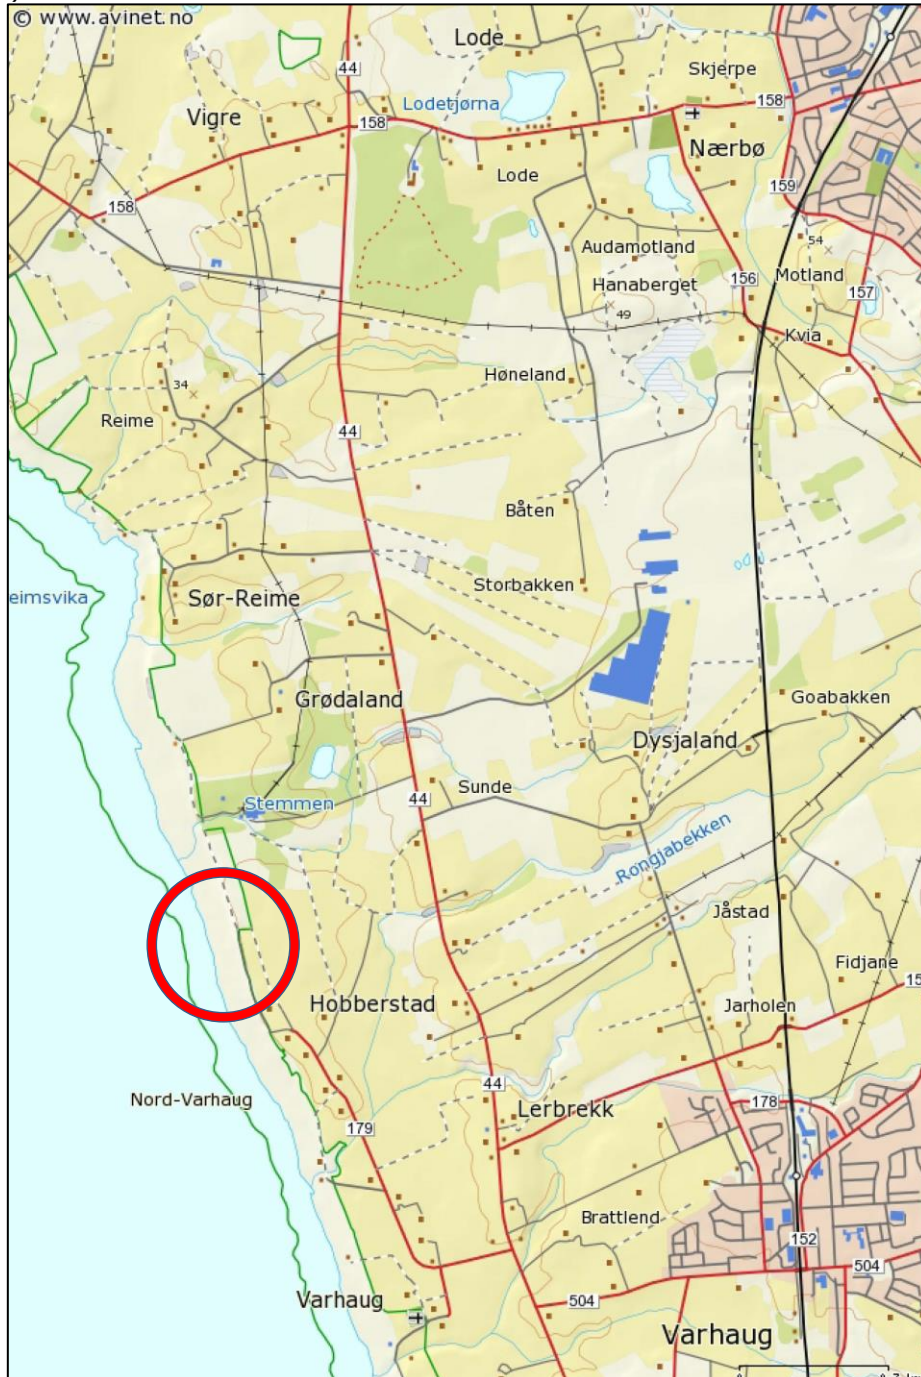 © www.avinet.no
Lode
44
Skjerpe
Lodetjørna
158
Vigre
158
Nærbø
Lode
159
158
Audamotland
54
Hanaberget
156
Motland
157
49
Kvia
Høneland
34
Reime
44
Båten
Storbakken
eimsvika
Sør-Reime
Grødaland
Goabakken
Dysjaland
Sunde
44
Stemmen
Rongjabekken
Jåstad
Fidjane
15
Hobberstad
Jarholen
44
Nord-Varhaug
178
Lerbrekk
179
Brattlend
152
504
Varhaug
504
Varhaug